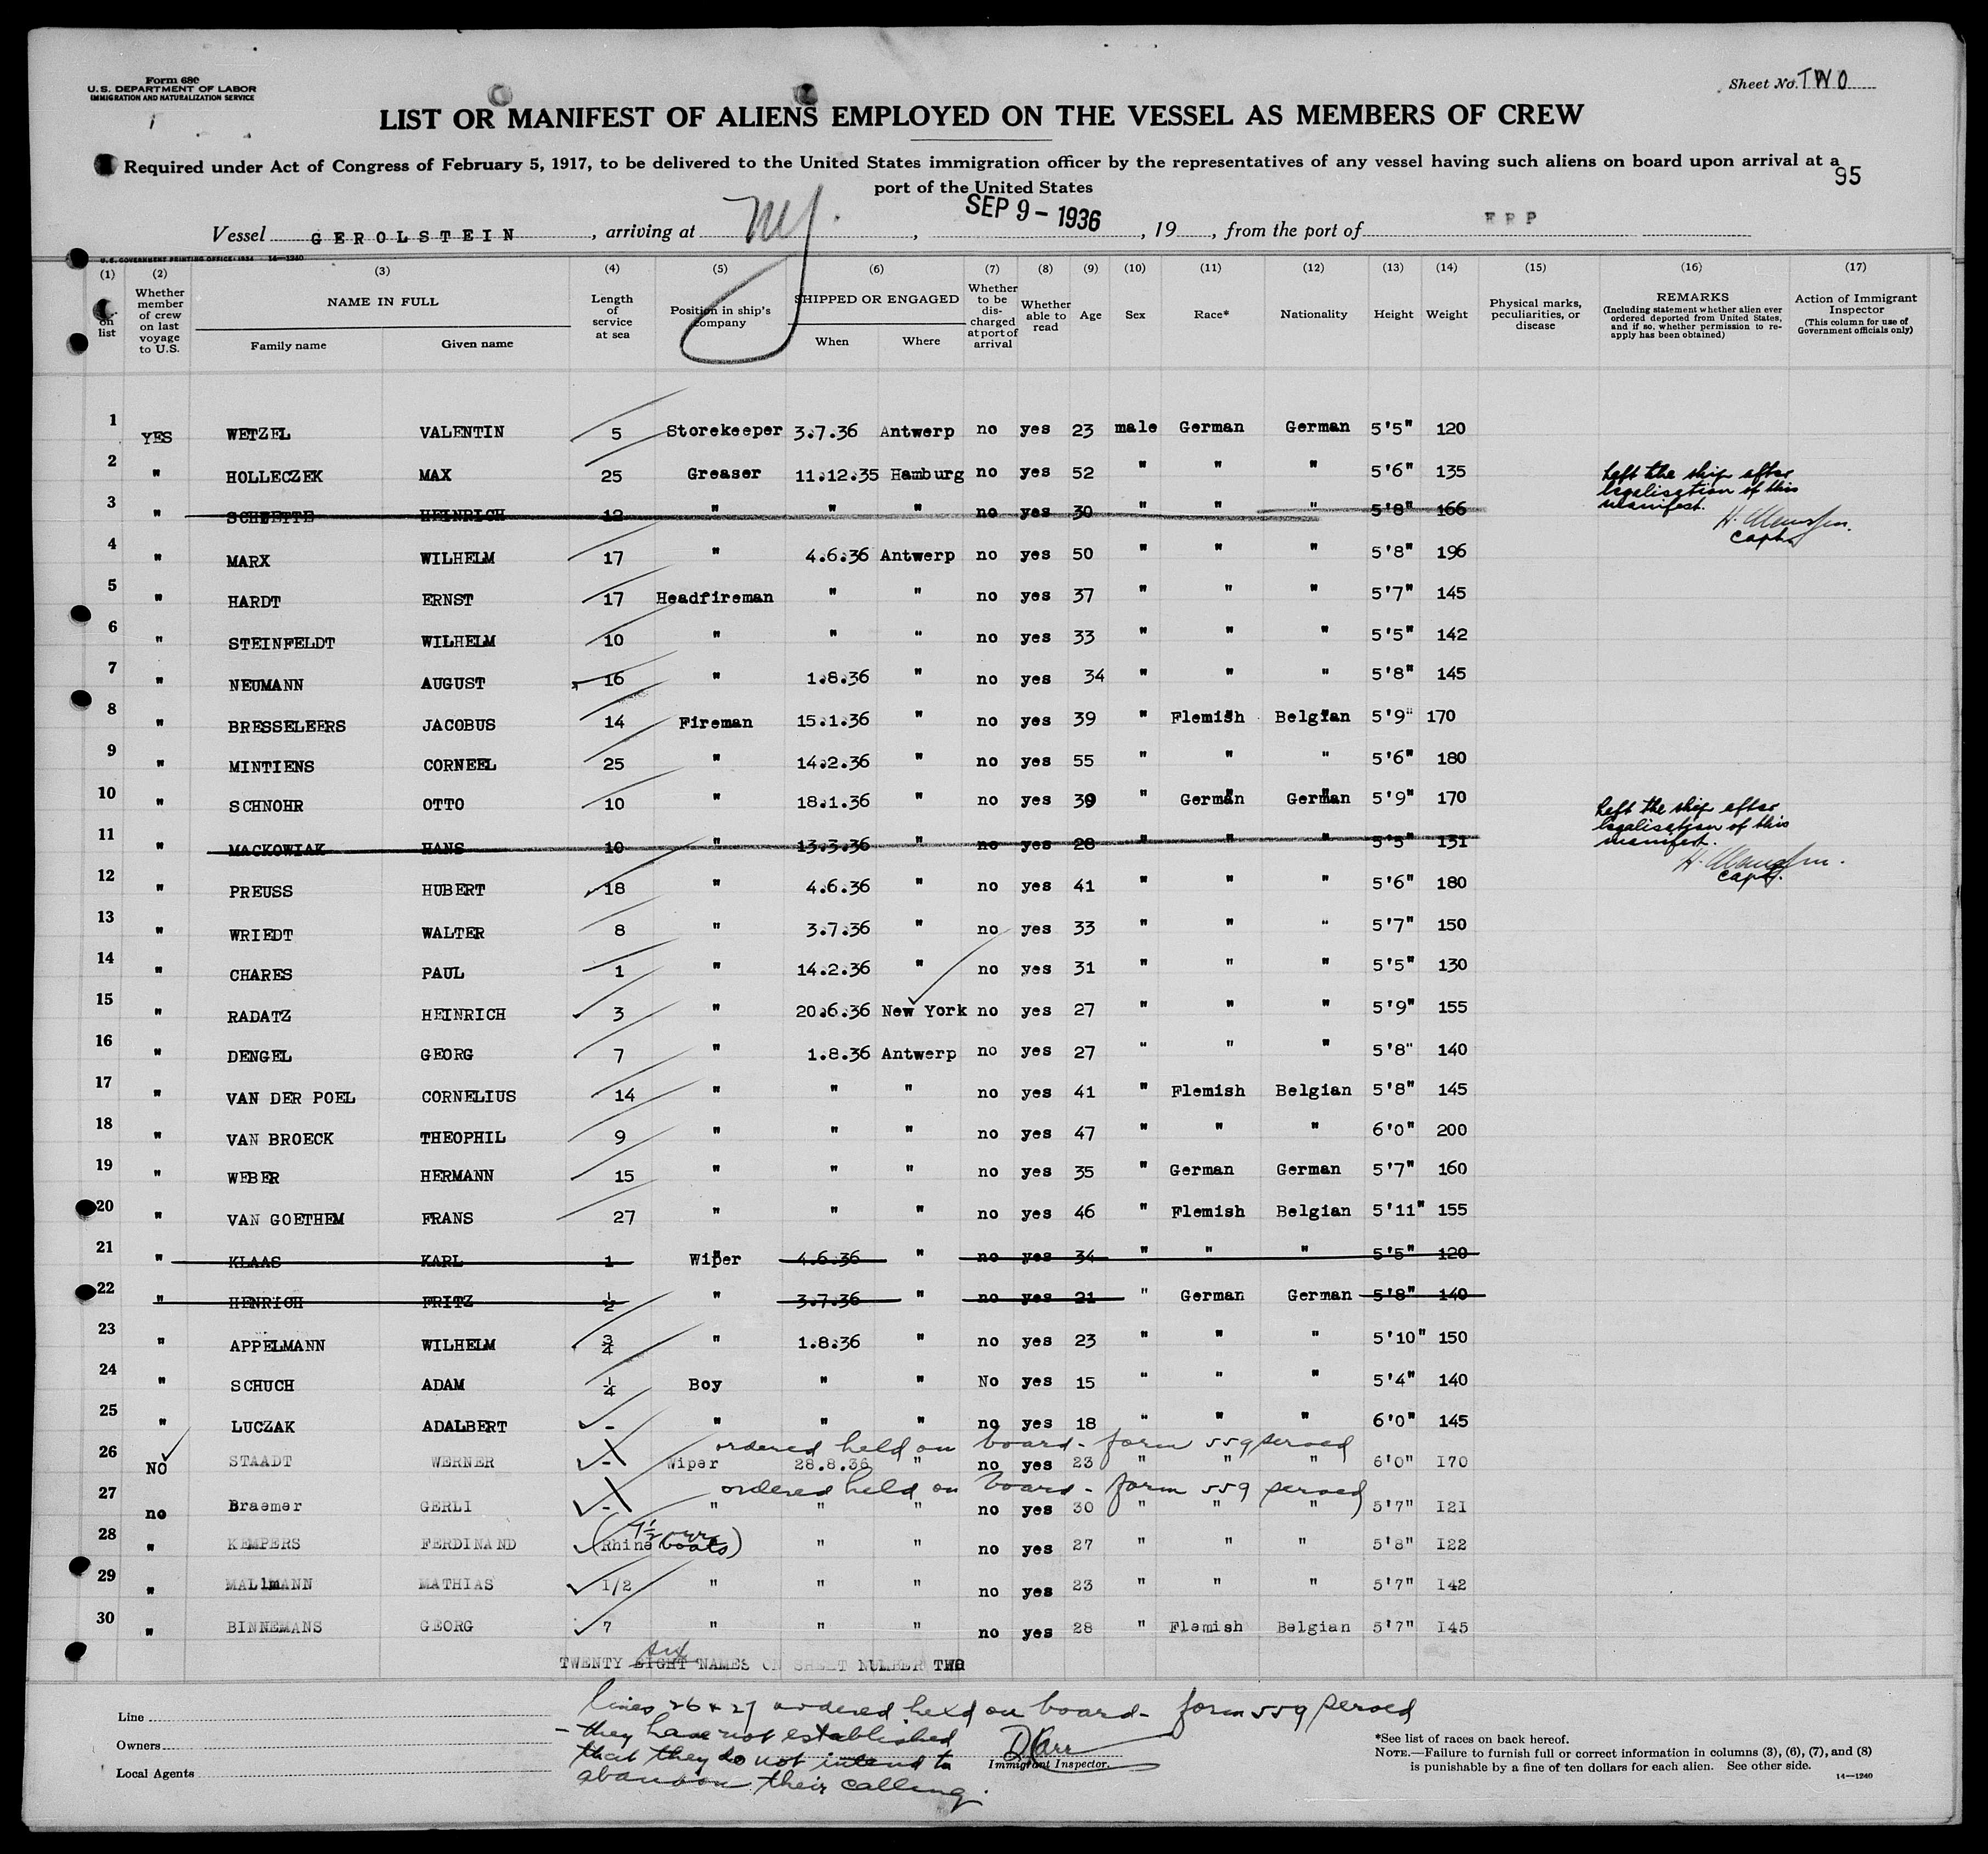 Form 680
U.S. DEPARTMENT OF LABOR
IMMIGRATION AND NATURALIZATION SERVICE
Sheet No. TWO
LIST OR MANIFEST OF ALIENS EMPLOYED ON THE VESSEL AS MEMBERS OF CREW
Required under Act of Congress of February 5, 1917, to be delivered to the United States immigration officer by the representatives of any vessel having such aliens on board upon arrival at a
port of the United States
95
Vessel GEROLSTEIN, arriving at NY., SEP 9 - 1936, 19 , from the port of
U.S. GOVERNMENT PRINTING OFFICE: 1934 14—1240
(1) (2) (3) (4) (5) (6) (7) (8) (9) (10) (11) (12) (13) (14) (15) (16) (17)
on list
Whether member of crew on last voyage to U.S.
NAME IN FULL
Family name Given name
Length of service at sea
Position in ship's company
SHIPPED OR ENGAGED
When Where
Whether to be discharged at port of arrival
Whether able to read
Age
Sex
Race*
Nationality
Height
Weight
Physical marks, peculiarities, or disease
REMARKS
(Including statement whether alien ever ordered deported from United States, and if so, whether permission to reapply has been obtained)
Action of Immigrant Inspector
(This column for use of Government officials only)
1 YES WETZEL VALENTIN 5 Storekeeper 3.7.36 Antwerp no yes 23 male German German 5'5" 120
2 " HOLLECZEK MAX 25 Greaser 11.12.35 Hamburg no yes 52 " " " 5'6" 135
3 " SCHUETTE HEINRICH 12 " " " no yes 30 " " 5'8" 166 Left the ship after legalisation of this manifest. Capt.
4 " MARX WILHELM 17 " 4.6.36 Antwerp no yes 50 " " " 5'8" 196
5 " HARDT ERNST 17 Headfireman " " no yes 37 " " " 5'7" 145
6 " STEINFELDT WILHELM 10 " " " no yes 33 " " " 5'5" 142
7 " NEUMANN AUGUST 16 " 1.8.36 " no yes 34 " " " 5'8" 145
8 " BRESSELEERS JACOBUS 14 Fireman 15.1.36 " no yes 39 " Flemish Belgian 5'9" 170
9 " MINTIENS CORNEEL 25 " 14.2.36 " no yes 55 " " " 5'6" 180
10 " SCHNOHR OTTO 10 " 18.1.36 " no yes 39 " German German 5'9" 170
11 " MACKOWIAK HANS 10 " 13.3.36 " no yes 28 " " " 5'5" 131 Left the ship after legalisation of this manifest. Capt.
12 " PREUSS HUBERT 18 " 4.6.36 " no yes 41 " " " 5'6" 180
13 " WRIEDT WALTER 8 " 3.7.36 " no yes 33 " " " 5'7" 150
14 " CHARES PAUL 1 " 14.2.36 " no yes 31 " " " 5'5" 130
15 " RADATZ HEINRICH 3 " 20.6.36 New York no yes 27 " " " 5'9" 155
16 " DENGEL GEORG 7 " 1.8.36 Antwerp no yes 27 " " " 5'8" 140
17 " VAN DER POEL CORNELIUS 14 " " " no yes 41 " Flemish Belgian 5'8" 145
18 " VAN BROECK THEOPHIL 9 " " " no yes 47 " " " 6'0" 200
19 " WEBER HERMANN 15 " " " no yes 35 " German German 5'7" 160
20 " VAN GOETHEM FRANS 27 " " " no yes 46 " Flemish Belgian 5'11" 155
21 " KLAAS KARL 1 Wiper 4.6.36 " no yes 34 " " " 5'5" 120
22 " HENRICH FRITZ 1/2 " 3.7.36 " no yes 21 " German German 5'8" 140
23 " APPELMANN WILHELM 3/4 " 1.8.36 no yes 23 " " " 5'10" 150
24 " SCHUCH ADAM 1/4 Boy " " No yes 15 " " " 5'4" 140
25 " LUCZAK ADALBERT - " " " no yes 18 " " " 6'0" 145
ordered held on board - form 559 served
26 NO STAADT WERNER - Wiper 28.8.36 " no yes 23 " " " 6'0" 170
ordered held on board - form 559 served
27 no Braemer GERLI - " " " no yes 30 " " " 5'7" 121
28 " KEMPERS FERDINAND (Rhine boats) " " no yes 27 " " " 5'8" 122
29 " MALLMANN MATHIAS 1/2 " " " no yes 23 " " " 5'7" 142
30 " BINNEMANS GEORG 7 " " " no yes 28 " Flemish Belgian 5'7" 145
six
TWENTY EIGHT NAMES ON SHEET NUMBER TWO
lines 26 & 27 ordered held on board - form 559 served
- they have not established
that they do not intend to
abandon their calling.
Line
Owners
Local Agents
Immigrant Inspector.
*See list of races on back hereof.
NOTE.—Failure to furnish full or correct information in columns (3), (6), (7), and (8)
is punishable by a fine of ten dollars for each alien. See other side.
14—1240